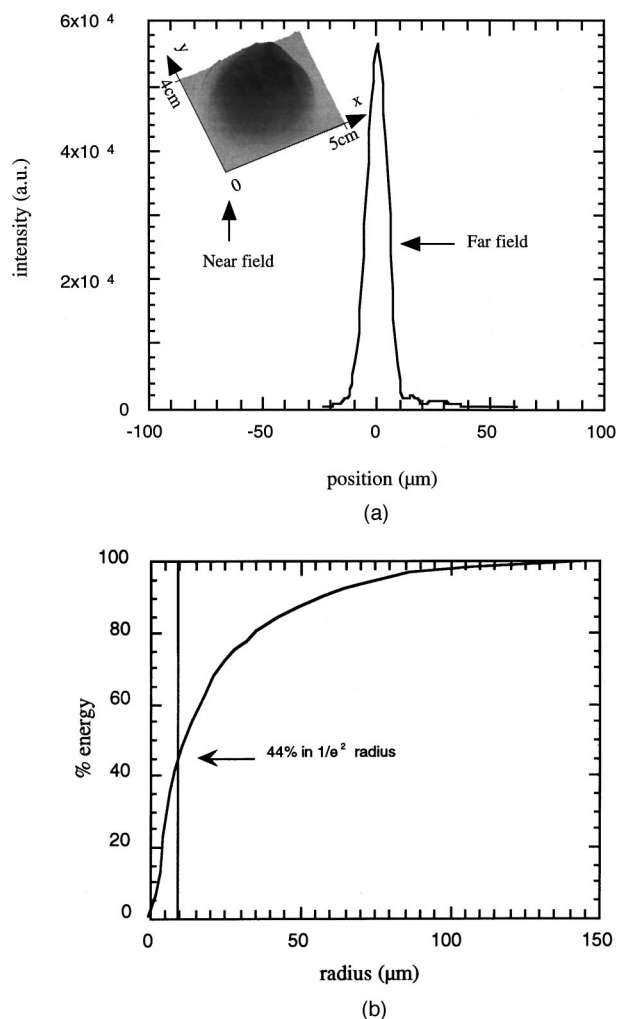 6x10 4
y
4cm
x
5cm
0
4x10 4
intensity (a.u.)
Near field
Far field
2x10 4
0
-100 -50 0 50 100
position (µm)
(a)
100
80
60
% energy
44% in 1/e² radius
40
20
0
0 50 100 150
radius (µm)
(b)